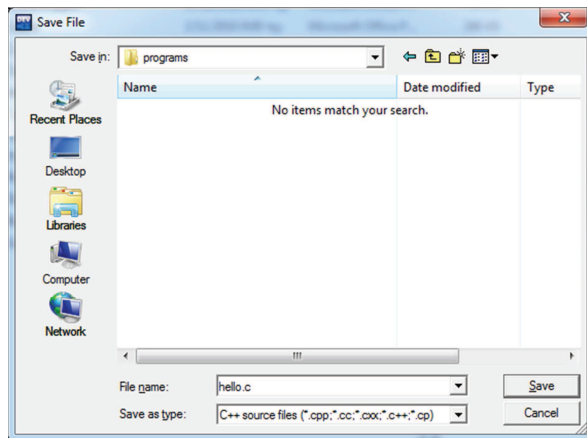 Save File
Save in:
programs
Name
Date modified
Type
No items match your search.
Recent Places
Desktop
Libraries
Computer
Network
File name:
hello.c
Save
Save as type:
C++ source files (*.cpp;*.cc;*.cxx;*.c++;*.cp)
Cancel